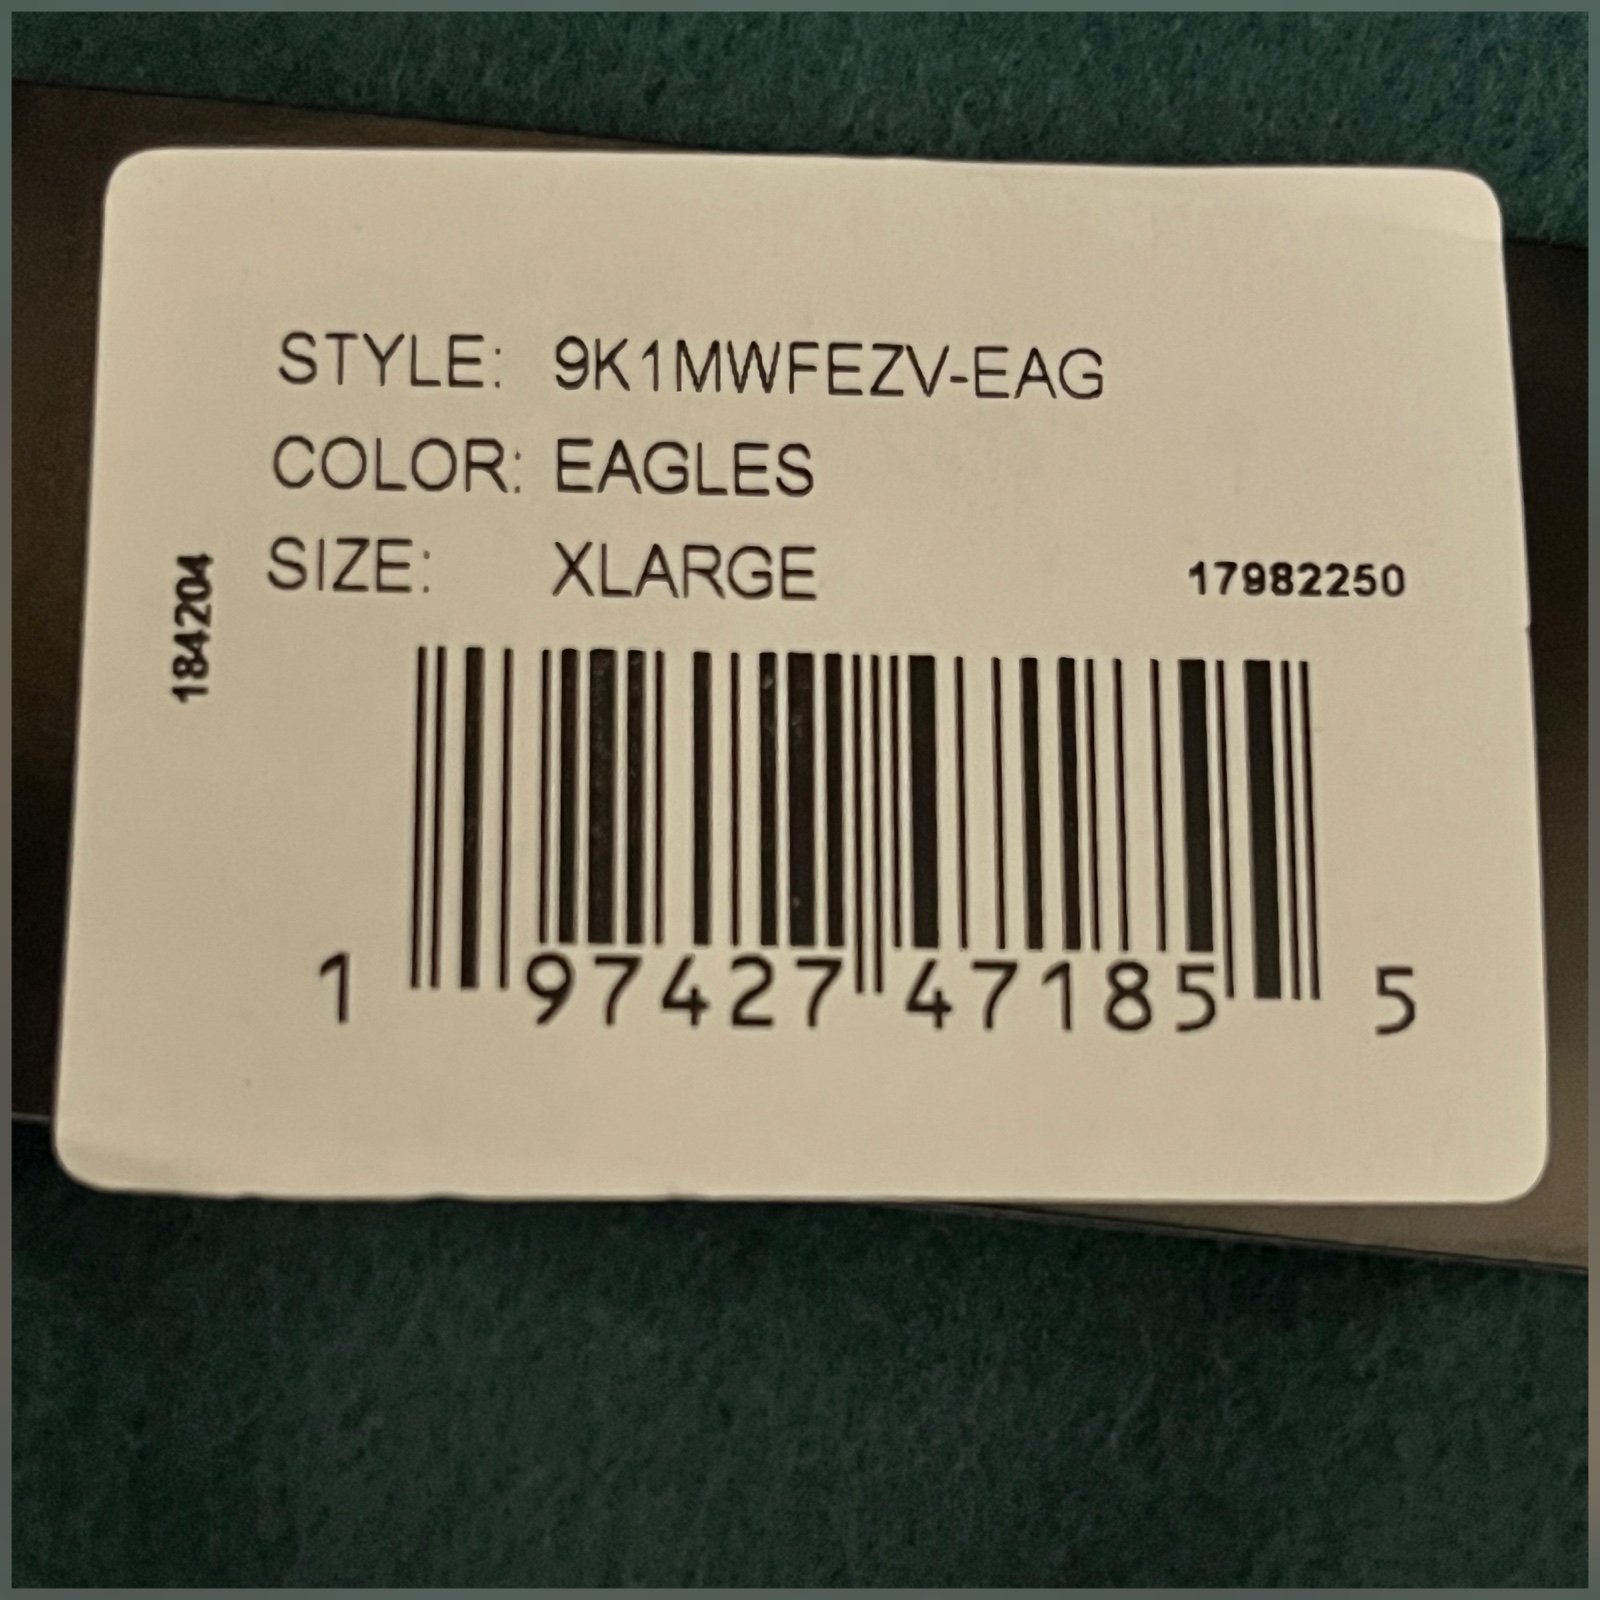 STYLE: 9K1MWFEZV-EAG
COLOR: EAGLES
SIZE: XLARGE
17982250
184204
1 97427 47185 5